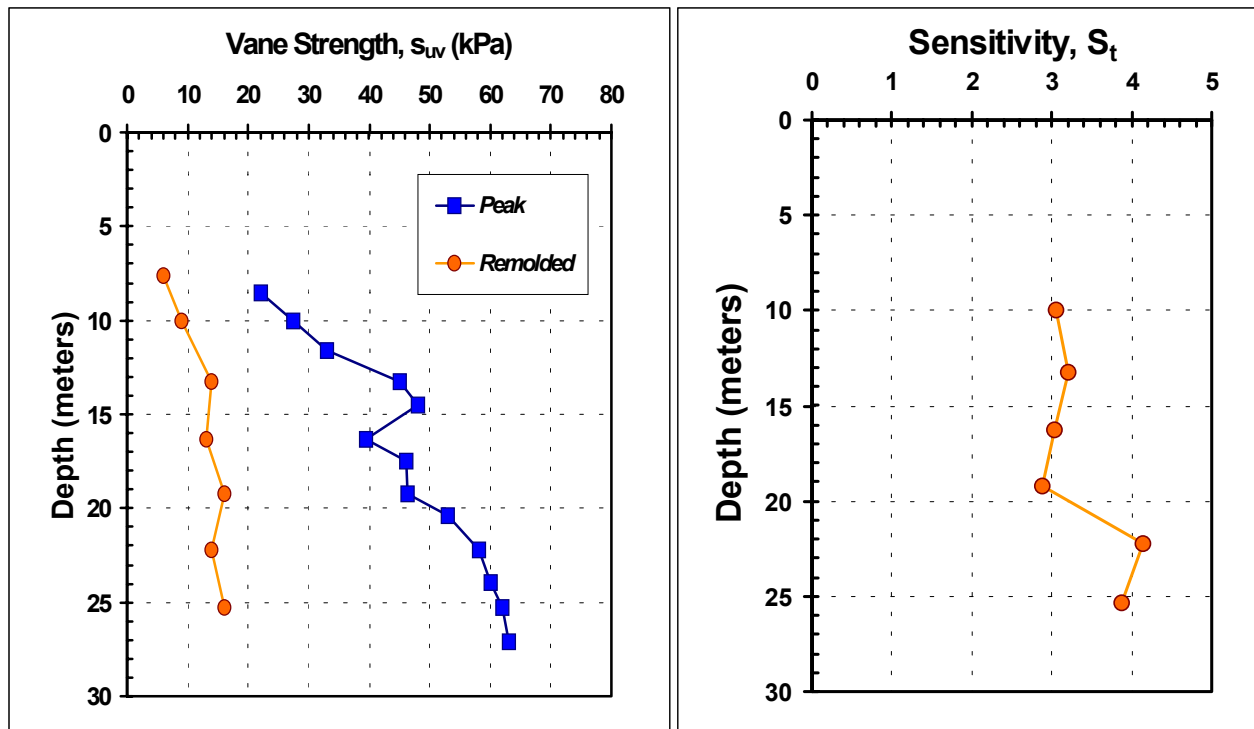 Vane Strength, suv (kPa)
0 10 20 30 40 50 60 70 80
0
5
10
15
20
25
30
Depth (meters)
Peak
Remolded
Sensitivity, St
0 1 2 3 4 5
0
5
10
15
20
25
30
Depth (meters)